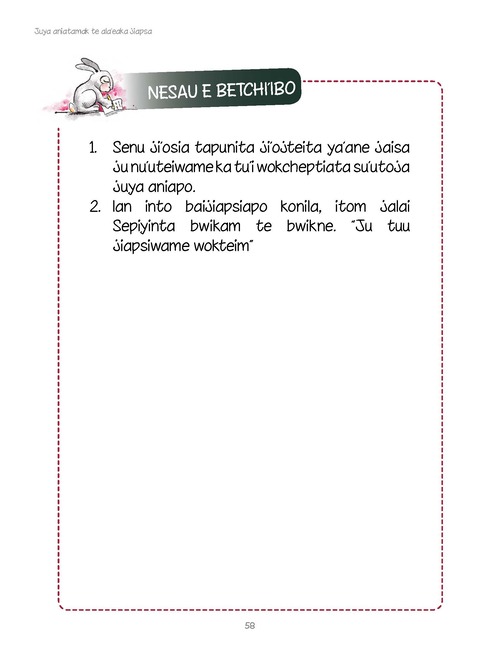 Juya aniatamak te ala'eaka jiapsa
NESAU E BETCHI'IBO
1. Senu ji'osia tapunita ji'ojteita ya'ane jaisa
ju nu'uteiwame ka tu'i wokcheptiata su'utoja
juya aniapo.
2. Ian into baijiapsiapo konila, itom jalai
Sepiyinta bwikam te bwikne. "Ju tuu
jiapsiwame wokteim"
58